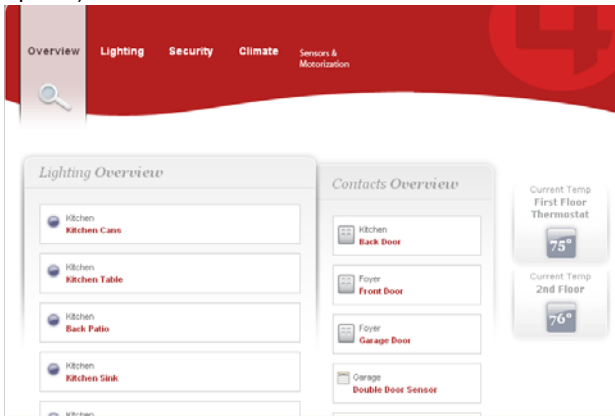 Overview
Lighting
Security
Climate
Sensors &
Motorization
4
Lighting Overview
Kitchen
Kitchen Cans
Kitchen
Kitchen Table
Kitchen
Back Patio
Kitchen
Kitchen Sink
Kitchen
Contacts Overview
Kitchen
Back Door
Foyer
Front Door
Foyer
Garage Door
Garage
Double Door Sensor
Current Temp
First Floor
Thermostat
75°
Current Temp
2nd Floor
76°